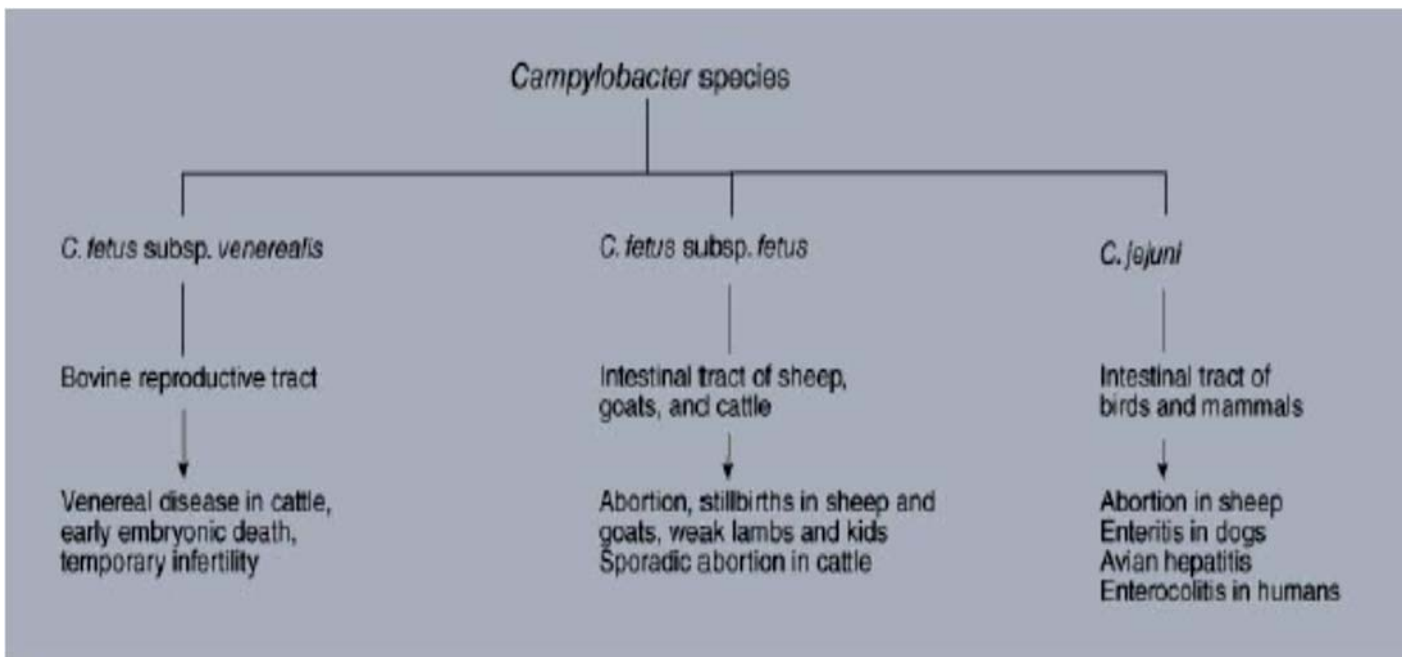 Campylobacter species
C. fetus subsp. venerealis
C. fetus subsp. fetus
C. jejuni
Bovine reproductive tract
Intestinal tract of sheep,
goats, and cattle
Intestinal tract of
birds and mammals
Venereal disease in cattle,
early embryonic death,
temporary infertility
Abortion, stillbirths in sheep and
goats, weak lambs and kids
Sporadic abortion in cattle
Abortion in sheep
Enteritis in dogs
Avian hepatitis
Enterocolitis in humans